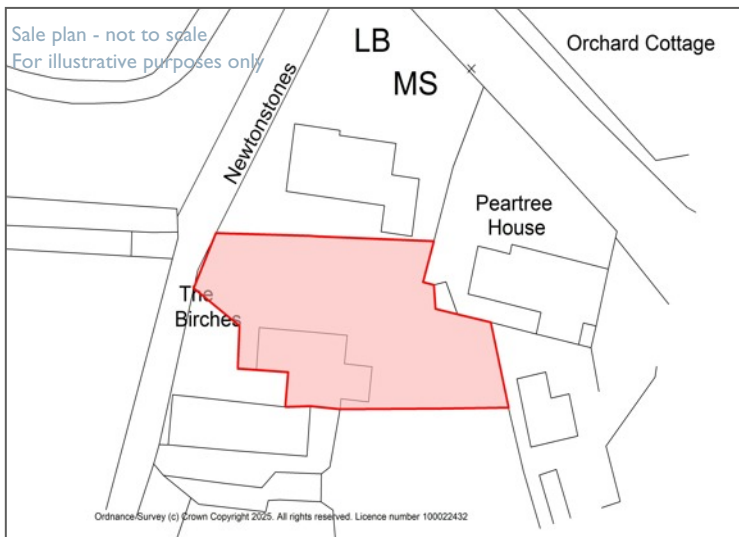 Sale plan - not to scale
For illustrative purposes only
LB
MS
Orchard Cottage
Newtonstones
Peartree
House
The
Birches
Ordnance Survey (c) Crown Copyright 2025. All rights reserved. Licence number 100022432